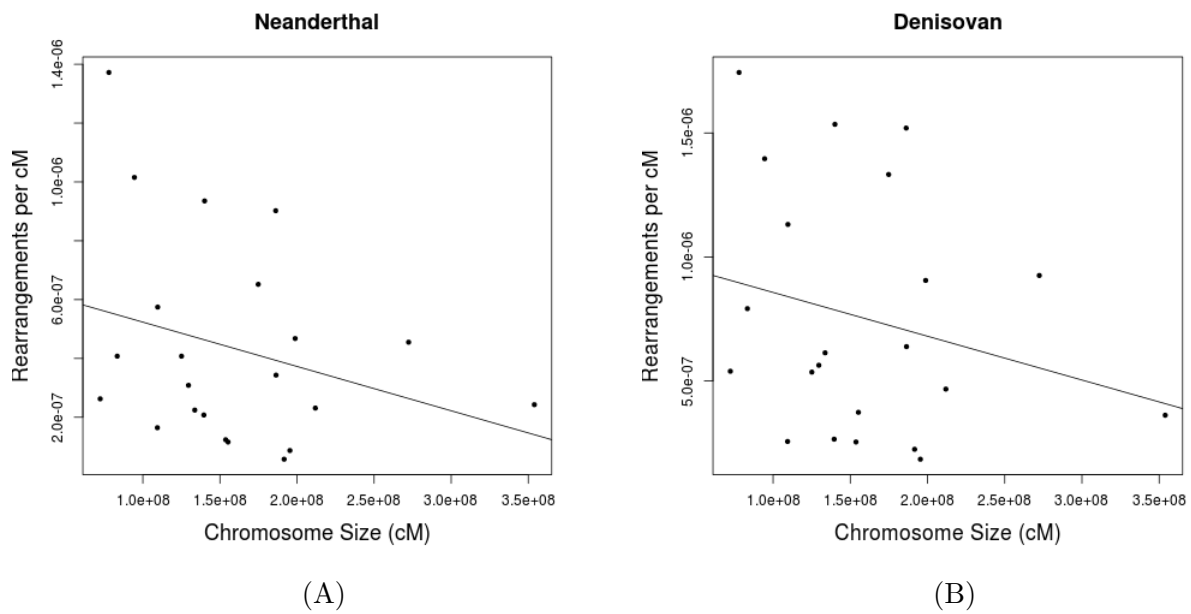 Neanderthal
Rearrangements per cM
1.4e-06
1.0e-06
6.0e-07
2.0e-07
1.0e+08 1.5e+08 2.0e+08 2.5e+08 3.0e+08 3.5e+08
Chromosome Size (cM)
(A)
Denisovan
Rearrangements per cM
1.5e-06
1.0e-06
5.0e-07
1.0e+08 1.5e+08 2.0e+08 2.5e+08 3.0e+08 3.5e+08
Chromosome Size (cM)
(B)